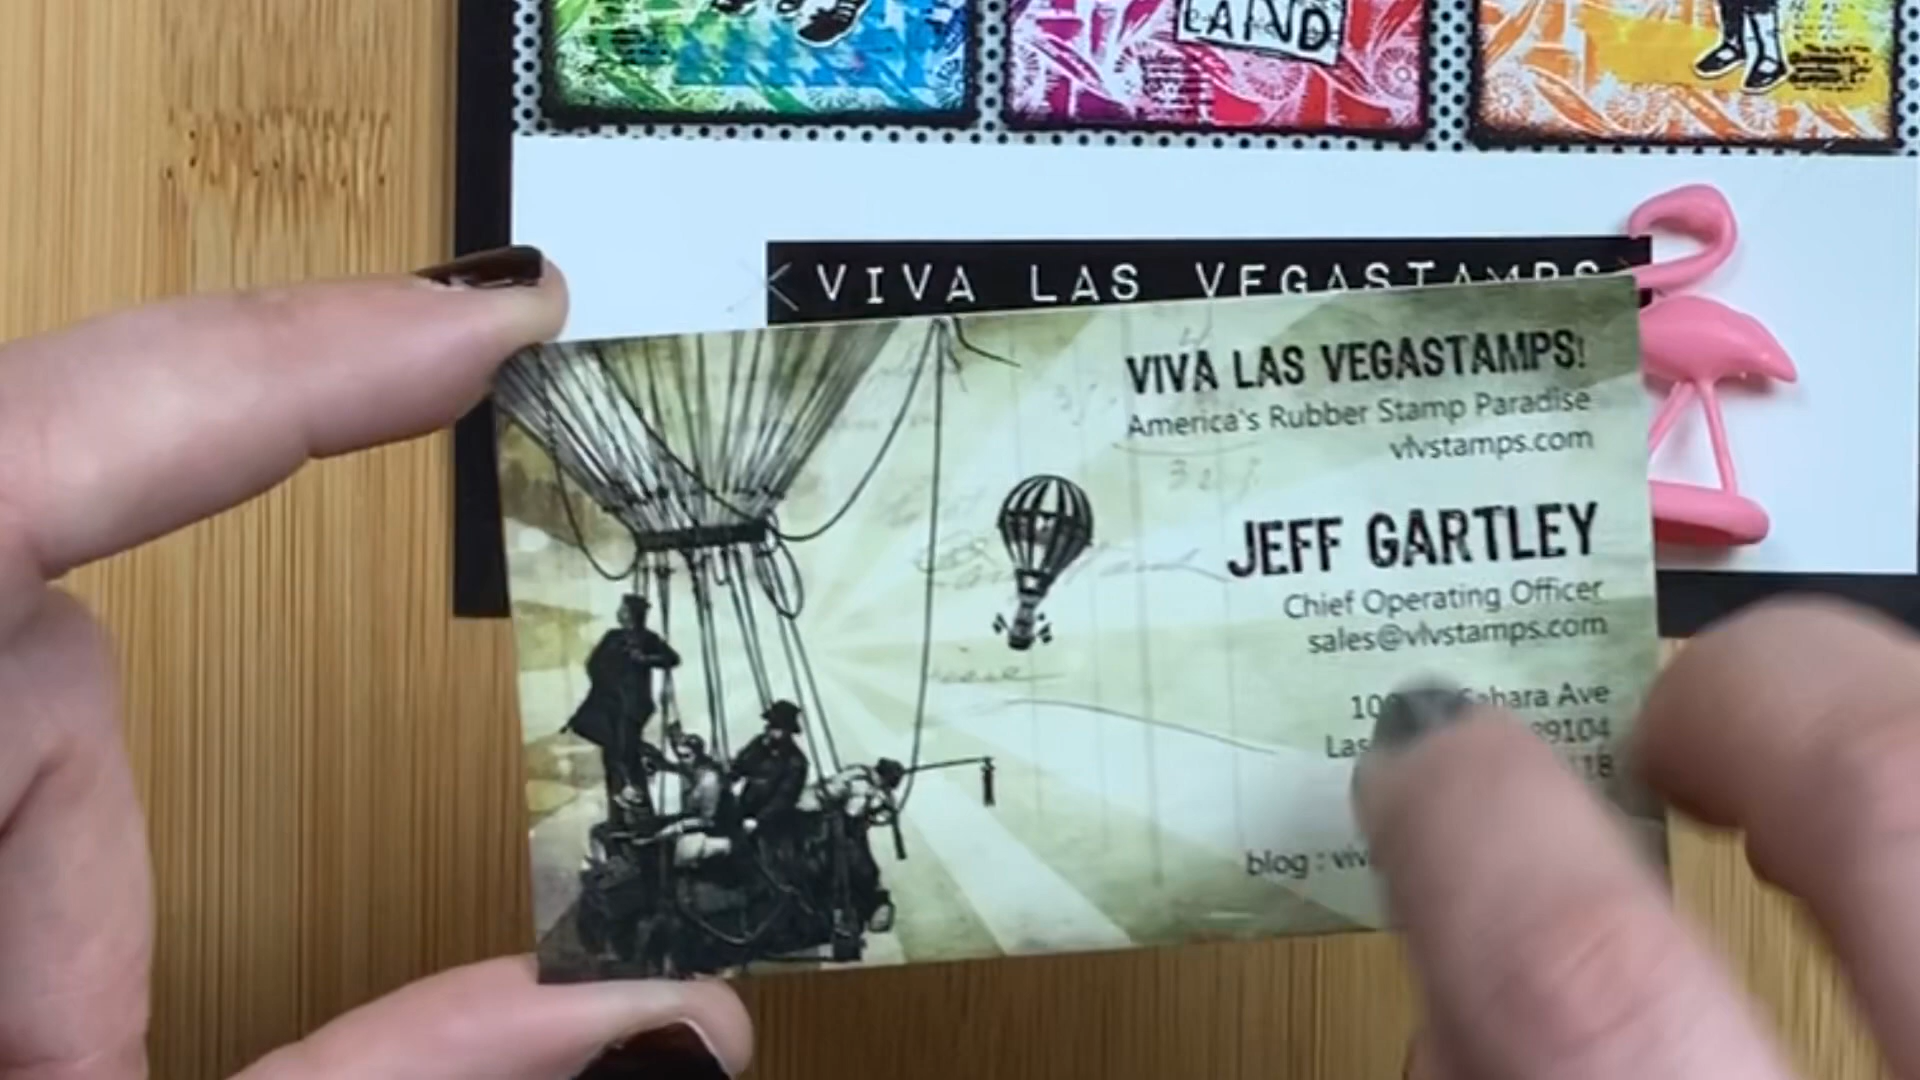 LAND
VIVA LAS VEGASTAMPS
VIVA LAS VEGASTAMPS!
America's Rubber Stamp Paradise
vlvstamps.com
JEFF GARTLEY
Chief Operating Officer
sales@vlvstamps.com
Sahara Ave
89104
blog :